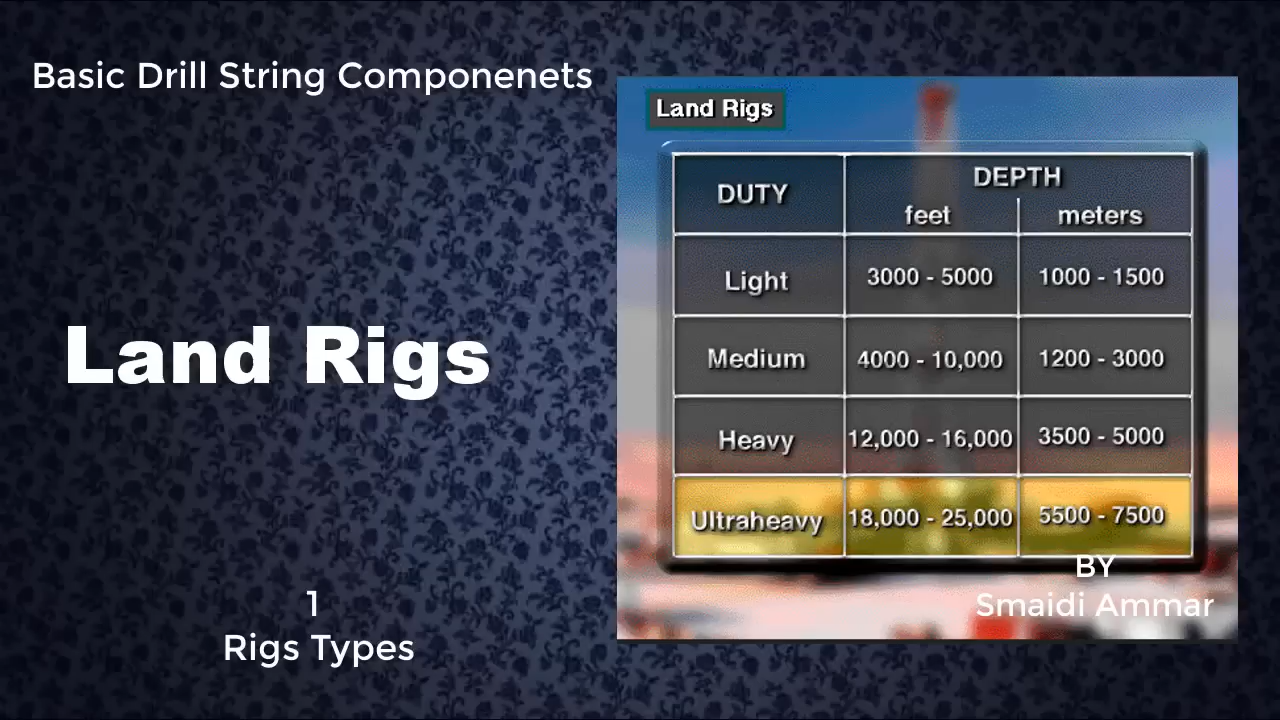 Basic Drill String Componenets
Land Rigs
1
Rigs Types
Land Rigs
DUTY DEPTH
feet meters
Light 3000 - 5000 1000 - 1500
Medium 4000 - 10,000 1200 - 3000
Heavy 12,000 - 16,000 3500 - 5000
Ultraheavy 18,000 - 25,000 5500 - 7500
BY
Smaidi Ammar